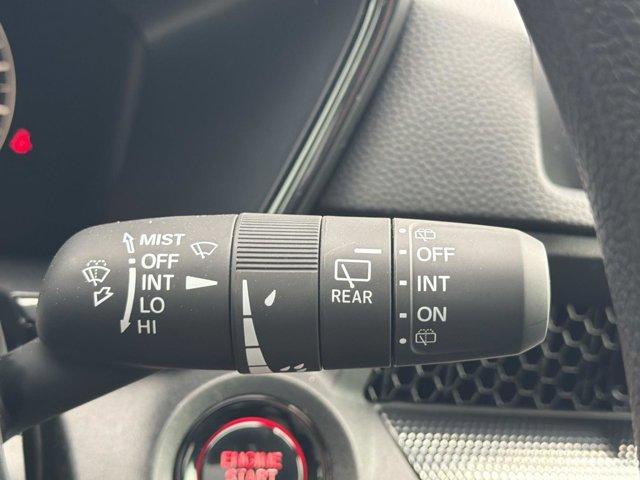 MIST
OFF
INT
LO
HI
REAR
OFF
INT
ON
ENGINE
START